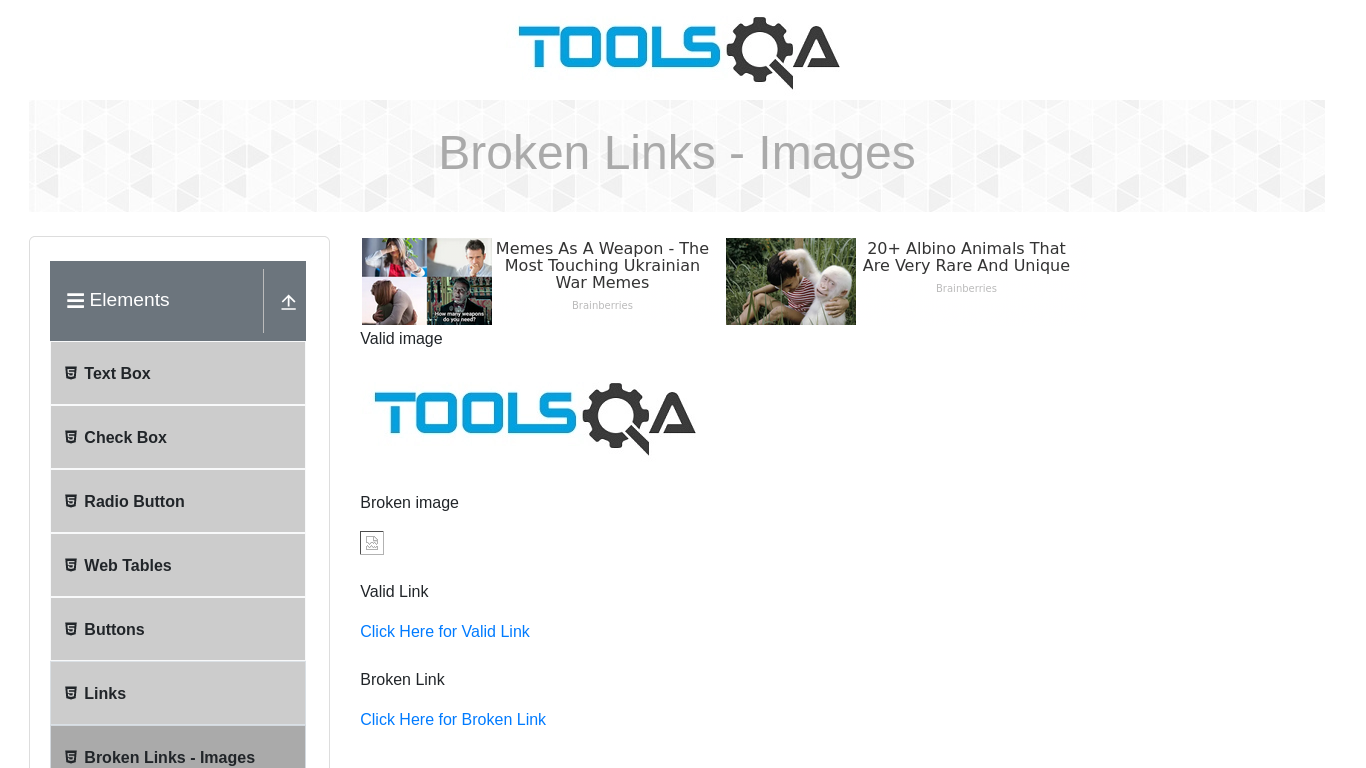 TOOLSQA
Broken Links - Images
Elements
Text Box
Check Box
Radio Button
Web Tables
Buttons
Links
Broken Links - Images
How many weapons
do you need?
Memes As A Weapon - The
Most Touching Ukrainian
War Memes
Brainberries
20+ Albino Animals That
Are Very Rare And Unique
Brainberries
Valid image
TOOLSQA
Broken image
Valid Link
Click Here for Valid Link
Broken Link
Click Here for Broken Link